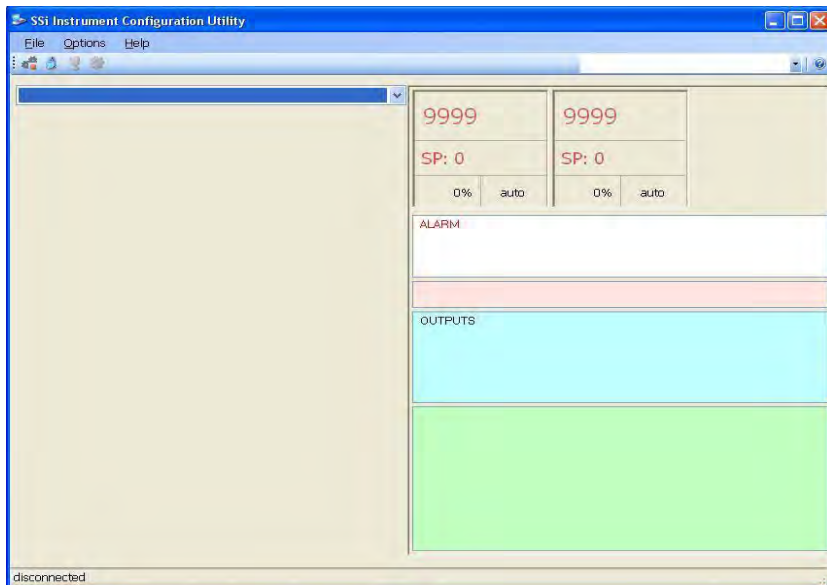 SSi Instrument Configuration Utility
File Options Help
9999 9999
SP: 0 SP: 0
0% auto 0% auto
ALARM
OUTPUTS
disconnected